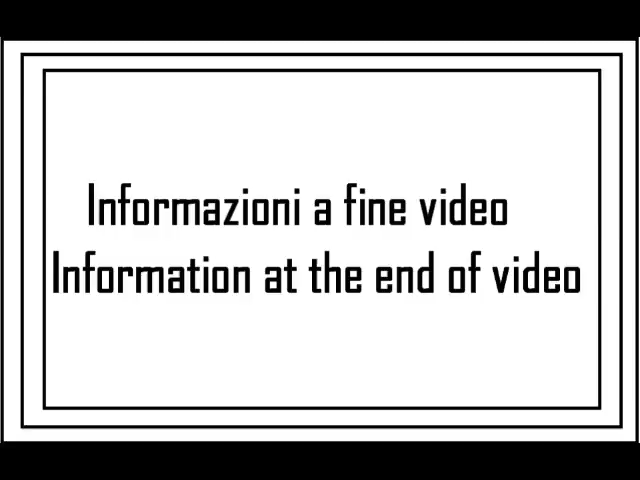 Informazioni a fine video
Information at the end of video